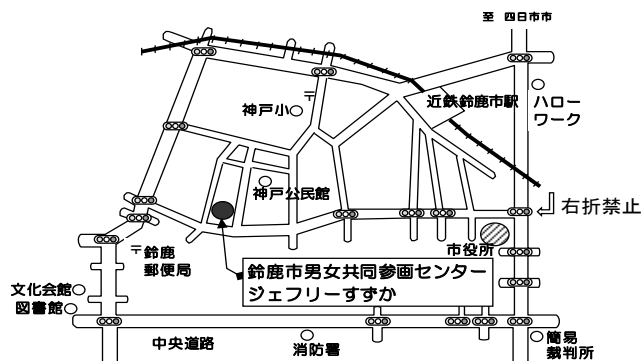 至 四日市市
近鉄鈴鹿市駅
ハロー
ワーク
神戸小
〒
神戸公民館
右折禁止
市役所
〒鈴鹿
郵便局
鈴鹿市男女共同参画センター
ジェフリーすずか
文化会館
図書館
中央道路
消防署
簡易
裁判所